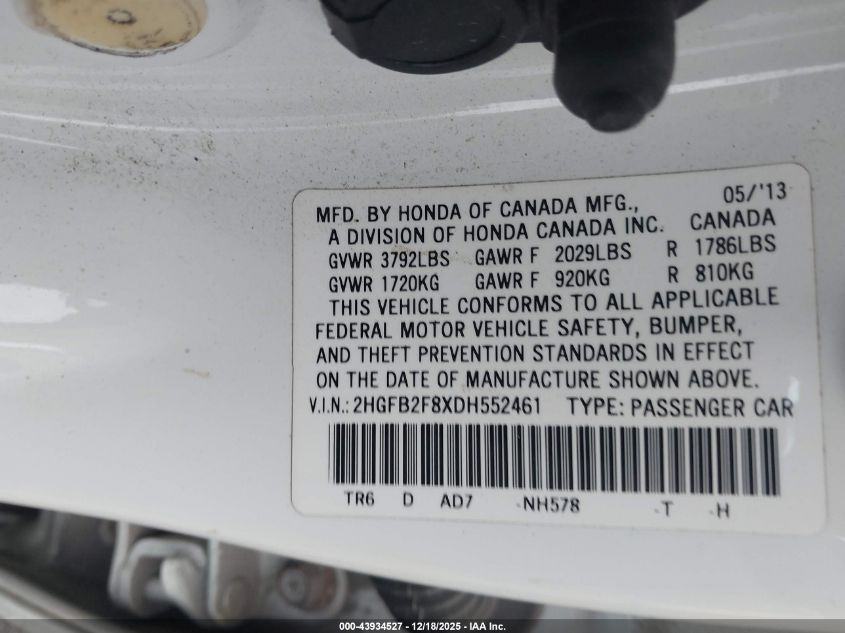 05/'13
MFD. BY HONDA OF CANADA MFG.,
A DIVISION OF HONDA CANADA INC. CANADA
GVWR 3792LBS GAWR F 2029LBS R 1786LBS
GVWR 1720KG GAWR F 920KG R 810KG
THIS VEHICLE CONFORMS TO ALL APPLICABLE
FEDERAL MOTOR VEHICLE SAFETY, BUMPER,
AND THEFT PREVENTION STANDARDS IN EFFECT
ON THE DATE OF MANUFACTURE SHOWN ABOVE.
V.I.N.: 2HGFB2F8XDH552461 TYPE: PASSENGER CAR
TR6 D AD7 -NH578 -T -H
000-43934527 - 12/18/2025 - IAA Inc.